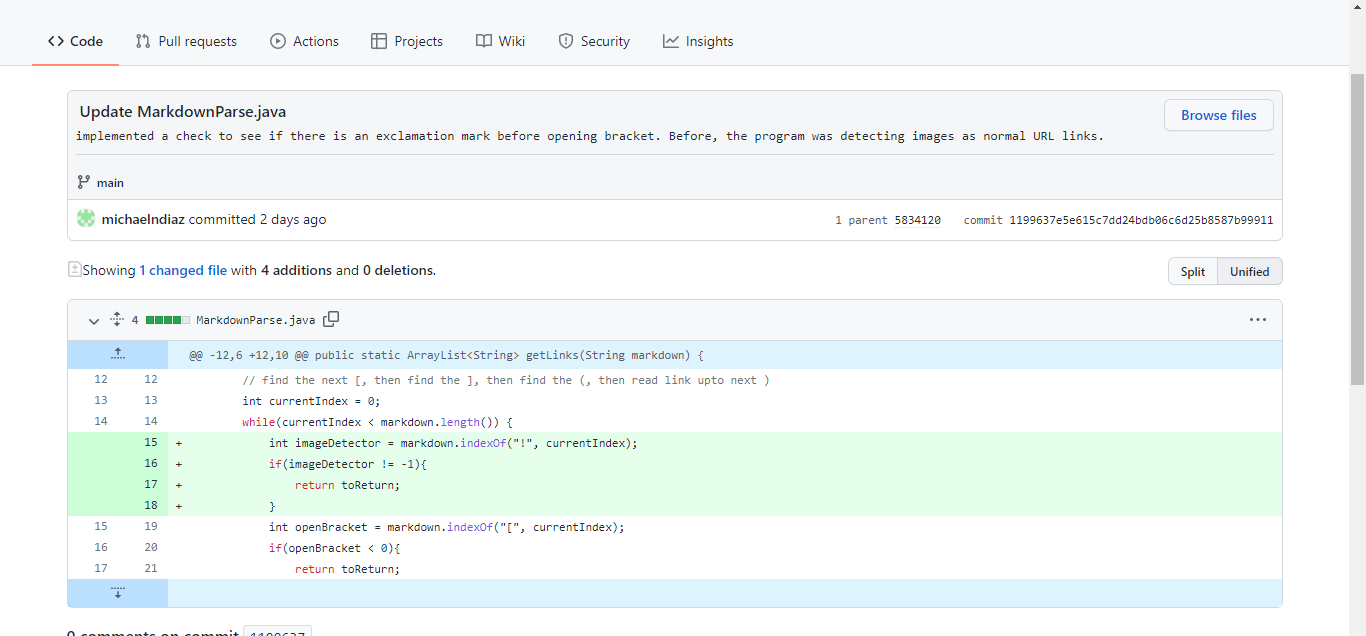 Code Pull requests Actions Projects Wiki Security Insights
Update MarkdownParse.java
Browse files
implemented a check to see if there is an exclamation mark before opening bracket. Before, the program was detecting images as normal URL links.
main
michaelndiaz committed 2 days ago 1 parent 5834120 commit 1199637e5e615c7dd24bdb06c6d25b8587b99911
Showing 1 changed file with 4 additions and 0 deletions. Split Unified
4 MarkdownParse.java
@@ -12,6 +12,10 @@ public static ArrayList<String> getLinks(String markdown) {
12 12 // find the next [, then find the ], then find the (, then read link upto next )
13 13 int currentIndex = 0;
14 14 while(currentIndex < markdown.length()) {
15 + int imageDetector = markdown.indexOf("!", currentIndex);
16 + if(imageDetector != -1){
17 + return toReturn;
18 + }
15 19 int openBracket = markdown.indexOf("[", currentIndex);
16 20 if(openBracket < 0){
17 21 return toReturn;
0 comments on commit 1199637